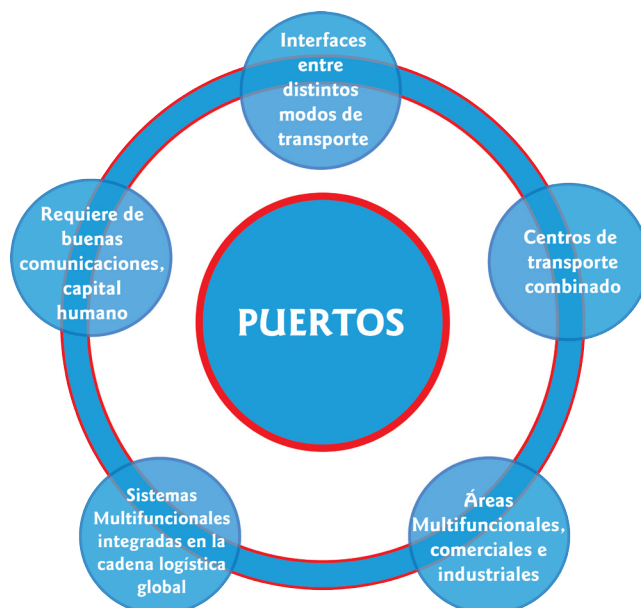 Interfaces
entre
distintos
modos de
transporte
Requiere de
buenas
comunicaciones,
capital
humano
Centros de
transporte
combinado
PUERTOS
Sistemas
Multifuncionales
integradas en la
cadena logística
global
Áreas
Multifuncionales,
comerciales e
industriales